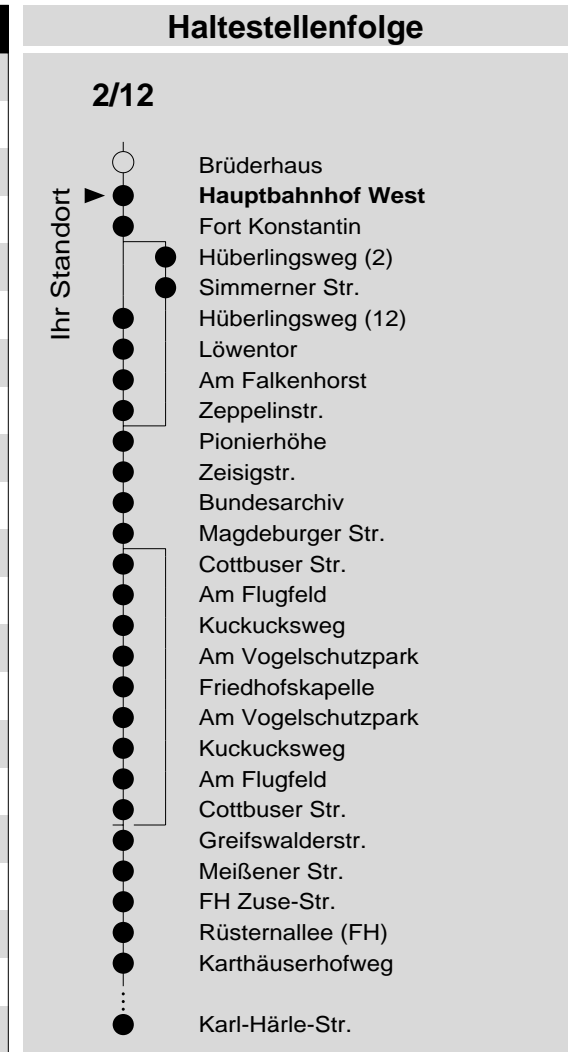 Haltestellenfolge
2/12
Ihr Standort
Brüderhaus
Hauptbahnhof West
Fort Konstantin
Hüberlingsweg (2)
Simmerner Str.
Hüberlingsweg (12)
Löwentor
Am Falkenhorst
Zeppelinstr.
Pionierhöhe
Zeisigstr.
Bundesarchiv
Magdeburger Str.
Cottbuser Str.
Am Flugfeld
Kuckucksweg
Am Vogelschutzpark
Friedhofskapelle
Am Vogelschutzpark
Kuckucksweg
Am Flugfeld
Cottbuser Str.
Greifswalderstr.
Meißener Str.
FH Zuse-Str.
Rüsternallee (FH)
Karthäuserhofweg
Karl-Härle-Str.